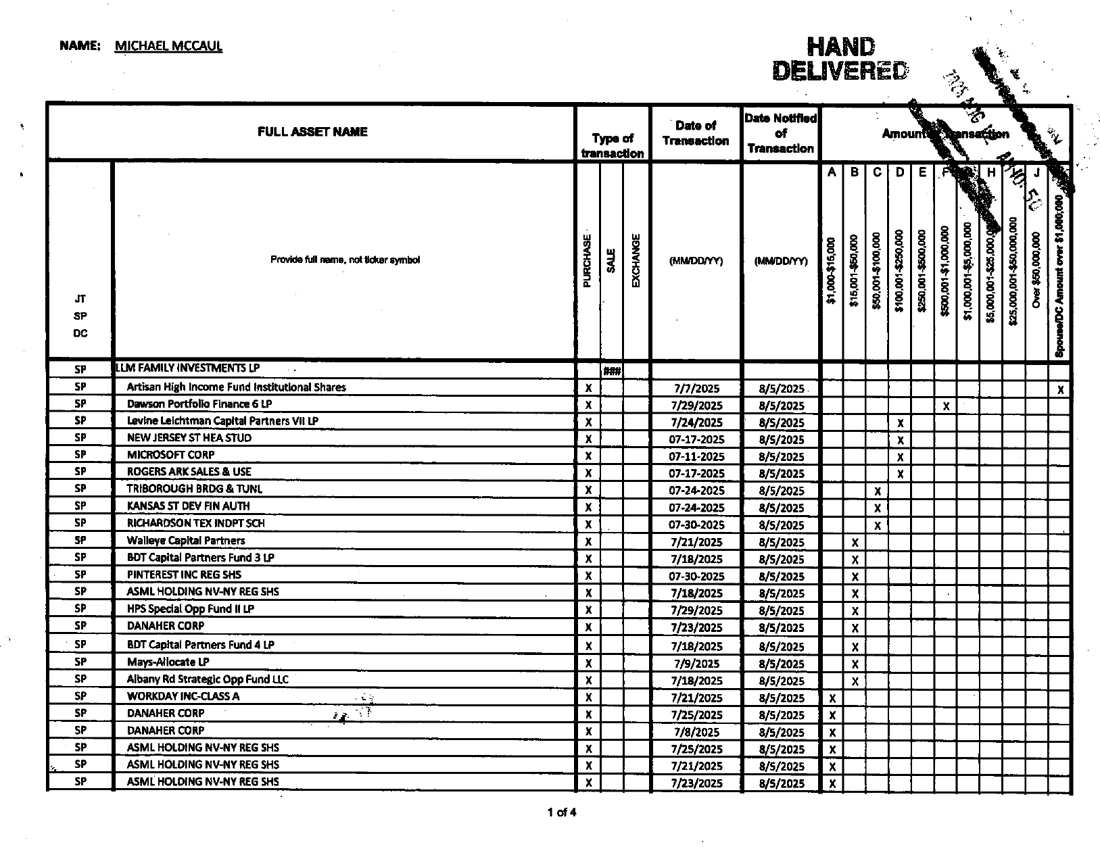 NAME: MICHAEL MCCAUL
HAND
DELIVERED
2025 AUG 12 AM 10: 50
FULL ASSET NAME Type of transaction Date of Transaction Date Notified of Transaction Amount Transaction
A B C D E F H J
JT SP DC Provide full name, not ticker symbol PURCHASE SALE EXCHANGE (MM/DD/YY) (MM/DD/YY) $1,000-$15,000 $15,001-$50,000 $50,001-$100,000 $100,001-$250,000 $250,001-$500,000 $500,001-$1,000,000 $1,000,001-$5,000,000 $5,000,001-$25,000,000 $25,000,001-$50,000,000 Over $50,000,000 Spouse/DC Amount over $1,000,000
SP LLM FAMILY INVESTMENTS LP ###
SP Artisan High Income Fund Institutional Shares X 7/7/2025 8/5/2025 X
SP Dawson Portfolio Finance 6 LP X 7/29/2025 8/5/2025 X
SP Levine Leichtman Capital Partners VII LP X 7/24/2025 8/5/2025 X
SP NEW JERSEY ST HEA STUD X 07-17-2025 8/5/2025 X
SP MICROSOFT CORP X 07-11-2025 8/5/2025 X
SP ROGERS ARK SALES & USE X 07-17-2025 8/5/2025 X
SP TRIBOROUGH BRDG & TUNL X 07-24-2025 8/5/2025 X
SP KANSAS ST DEV FIN AUTH X 07-24-2025 8/5/2025 X
SP RICHARDSON TEX INDPT SCH X 07-30-2025 8/5/2025 X
SP Walleye Capital Partners X 7/21/2025 8/5/2025 X
SP BDT Capital Partners Fund 3 LP X 7/18/2025 8/5/2025 X
SP PINTEREST INC REG SHS X 07-30-2025 8/5/2025 X
SP ASML HOLDING NV-NY REG SHS X 7/18/2025 8/5/2025 X
SP HPS Special Opp Fund II LP X 7/29/2025 8/5/2025 X
SP DANAHER CORP X 7/23/2025 8/5/2025 X
SP BDT Capital Partners Fund 4 LP X 7/18/2025 8/5/2025 X
SP Mays-Allocate LP X 7/9/2025 8/5/2025 X
SP Albany Rd Strategic Opp Fund LLC X 7/18/2025 8/5/2025 X
SP WORKDAY INC-CLASS A X 7/21/2025 8/5/2025 X
SP DANAHER CORP X 7/25/2025 8/5/2025 X
SP DANAHER CORP X 7/8/2025 8/5/2025 X
SP ASML HOLDING NV-NY REG SHS X 7/25/2025 8/5/2025 X
SP ASML HOLDING NV-NY REG SHS X 7/21/2025 8/5/2025 X
SP ASML HOLDING NV-NY REG SHS X 7/23/2025 8/5/2025 X
1 of 4